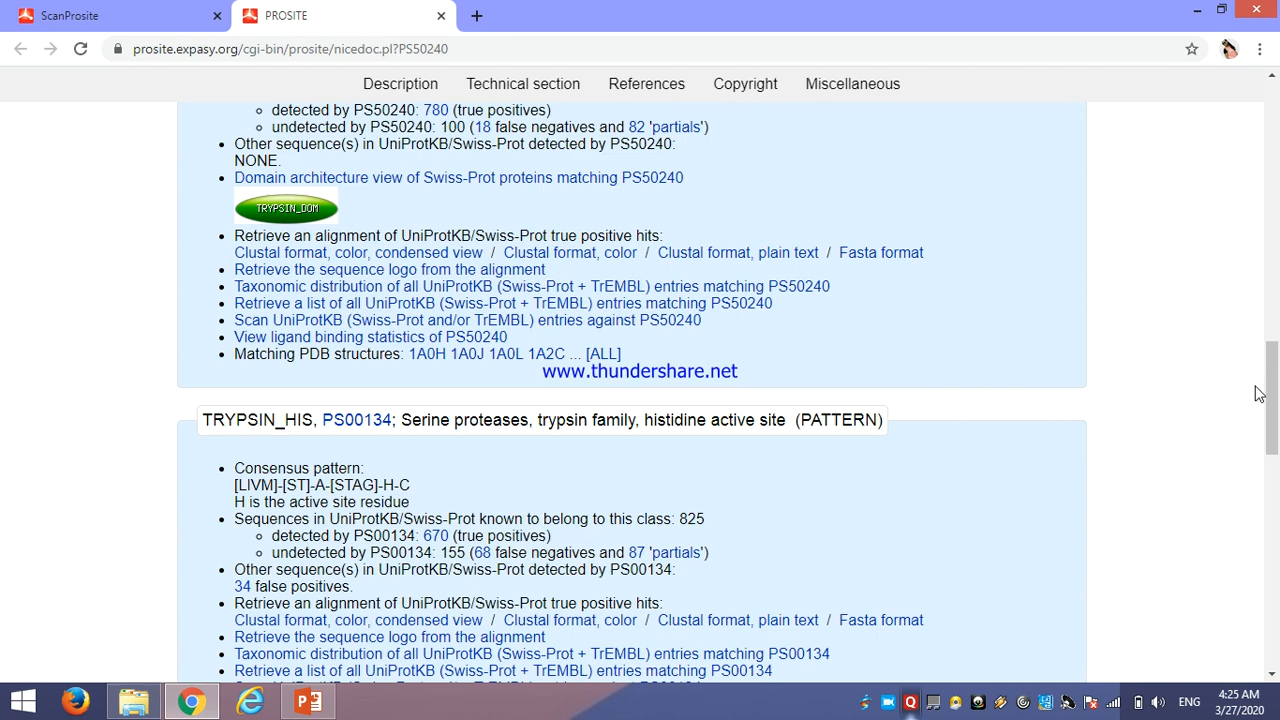 ScanProsite
PROSITE
prosite.expasy.org/cgi-bin/prosite/nicedoc.pl?PS50240
Description Technical section References Copyright Miscellaneous
detected by PS50240: 780 (true positives)
undetected by PS50240: 100 (18 false negatives and 82 'partials')
Other sequence(s) in UniProtKB/Swiss-Prot detected by PS50240:
NONE.
Domain architecture view of Swiss-Prot proteins matching PS50240
TRYPSIN_DOM
Retrieve an alignment of UniProtKB/Swiss-Prot true positive hits:
Clustal format, color, condensed view / Clustal format, color / Clustal format, plain text / Fasta format
Retrieve the sequence logo from the alignment
Taxonomic distribution of all UniProtKB (Swiss-Prot + TrEMBL) entries matching PS50240
Retrieve a list of all UniProtKB (Swiss-Prot + TrEMBL) entries matching PS50240
Scan UniProtKB (Swiss-Prot and/or TrEMBL) entries against PS50240
View ligand binding statistics of PS50240
Matching PDB structures: 1A0H 1A0J 1A0L 1A2C ... [ALL]
www.thundershare.net
TRYPSIN_HIS, PS00134; Serine proteases, trypsin family, histidine active site (PATTERN)
Consensus pattern:
[LIVM]-[ST]-A-[STAG]-H-C
H is the active site residue
Sequences in UniProtKB/Swiss-Prot known to belong to this class: 825
detected by PS00134: 670 (true positives)
undetected by PS00134: 155 (68 false negatives and 87 'partials')
Other sequence(s) in UniProtKB/Swiss-Prot detected by PS00134:
34 false positives.
Retrieve an alignment of UniProtKB/Swiss-Prot true positive hits:
Clustal format, color, condensed view / Clustal format, color / Clustal format, plain text / Fasta format
Retrieve the sequence logo from the alignment
Taxonomic distribution of all UniProtKB (Swiss-Prot + TrEMBL) entries matching PS00134
Retrieve a list of all UniProtKB (Swiss-Prot + TrEMBL) entries matching PS00134
ENG
4:25 AM
3/27/2020